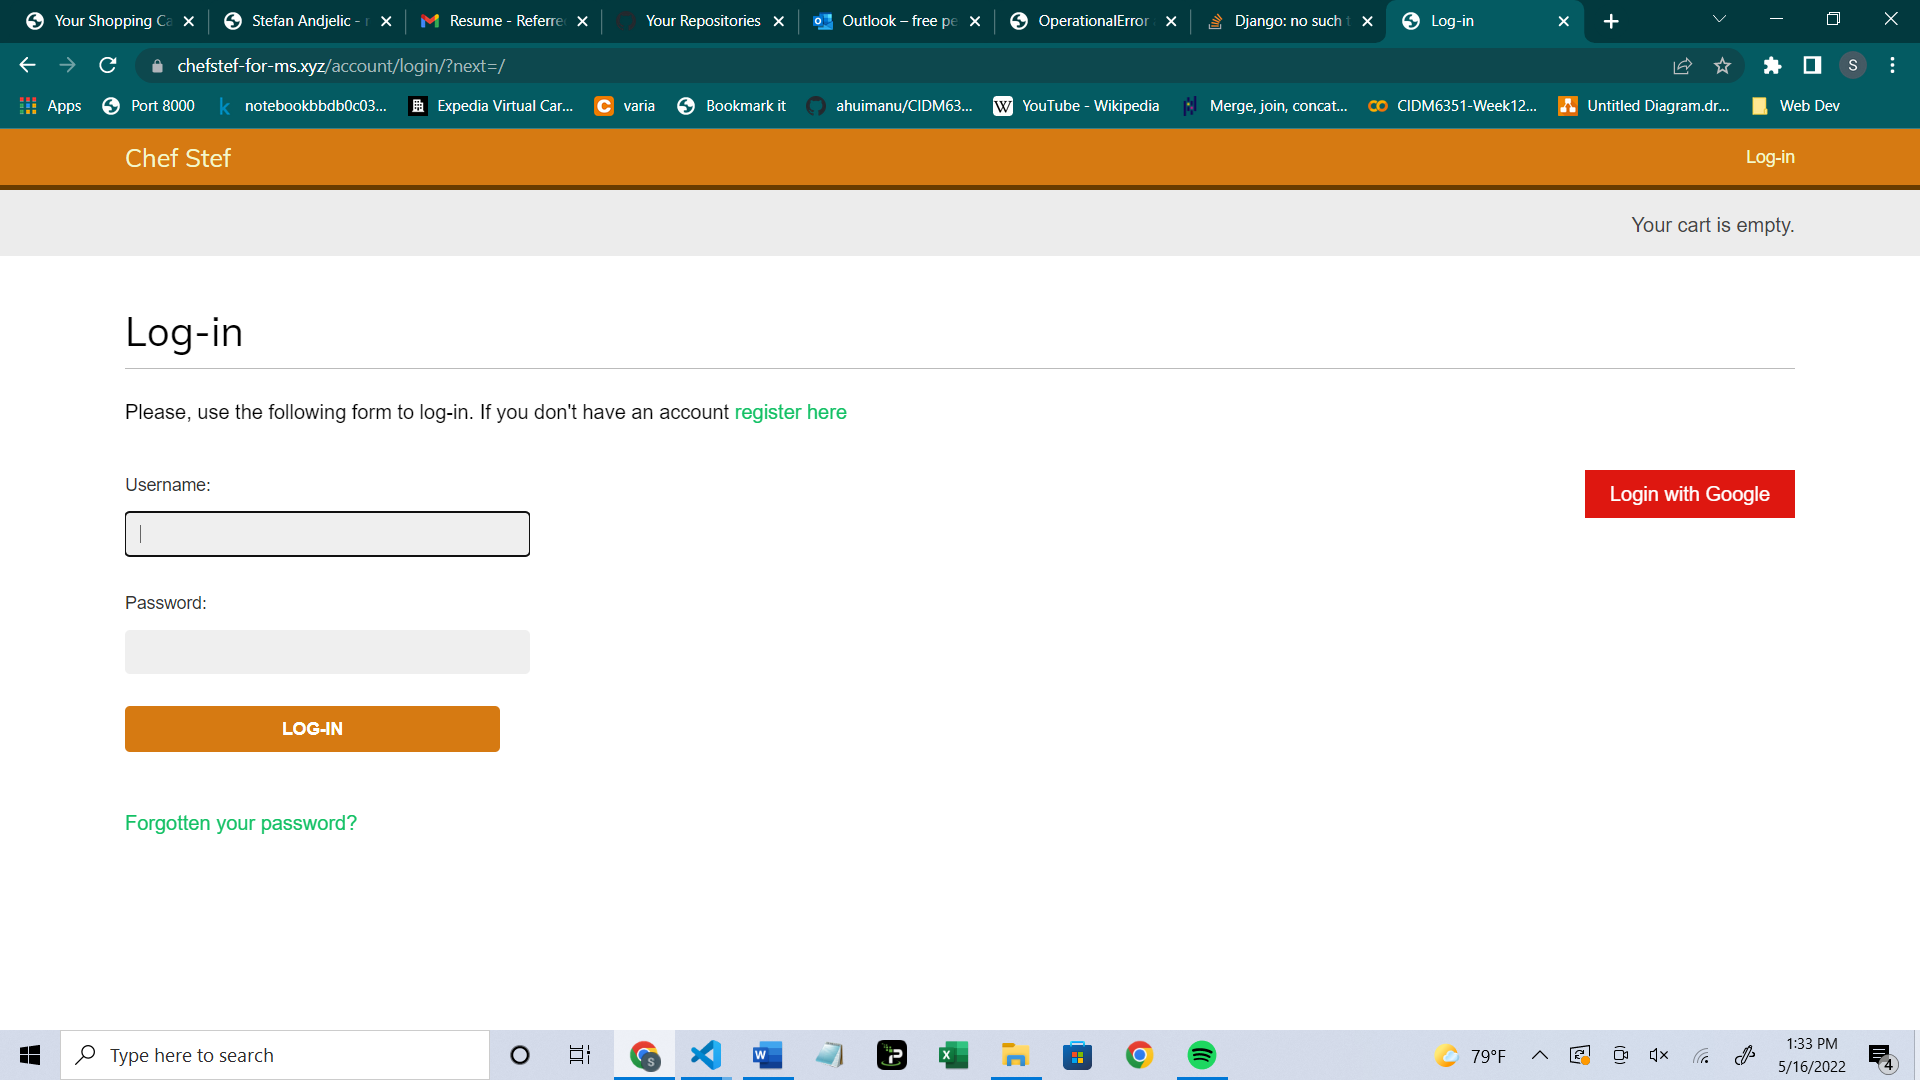 Your Shopping Ca
Stefan Andjelic -
Resume - Referre
Your Repositories
Outlook – free pe
OperationalError
Django: no such t
Log-in
chefstef-for-ms.xyz/account/login/?next=/
S
Apps
Port 8000
notebookbbdb0c03...
Expedia Virtual Car...
varia
Bookmark it
ahuimanu/CIDM63...
YouTube - Wikipedia
Merge, join, concat...
CIDM6351-Week12...
Untitled Diagram.dr...
Web Dev
Chef Stef
Log-in
Your cart is empty.
Log-in
Please, use the following form to log-in. If you don't have an account register here
Username:
Login with Google
Password:
LOG-IN
Forgotten your password?
Type here to search
79°F
1:33 PM
5/16/2022
4